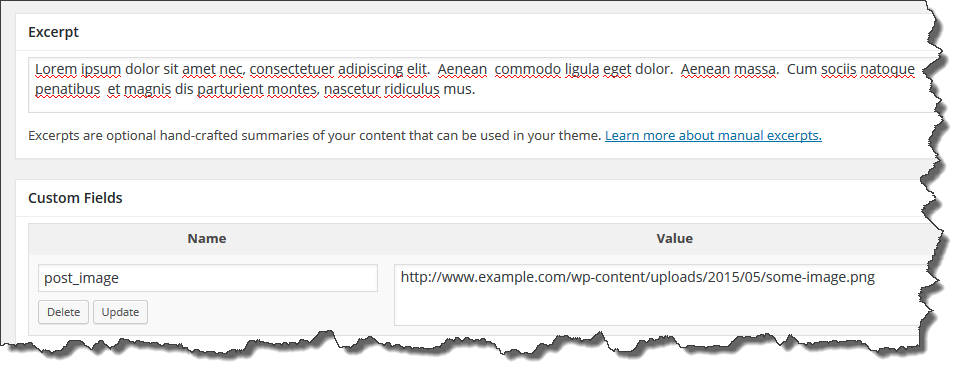 Excerpt
Lorem ipsum dolor sit amet nec, consectetuer adipiscing elit.  Aenean  commodo ligula eget dolor.  Aenean massa.  Cum sociis natoque
penatibus  et magnis dis parturient montes, nascetur ridiculus mus.
Excerpts are optional hand-crafted summaries of your content that can be used in your theme. Learn more about manual excerpts.
Custom Fields
Name Value
post_image http://www.example.com/wp-content/uploads/2015/05/some-image.png
Delete Update